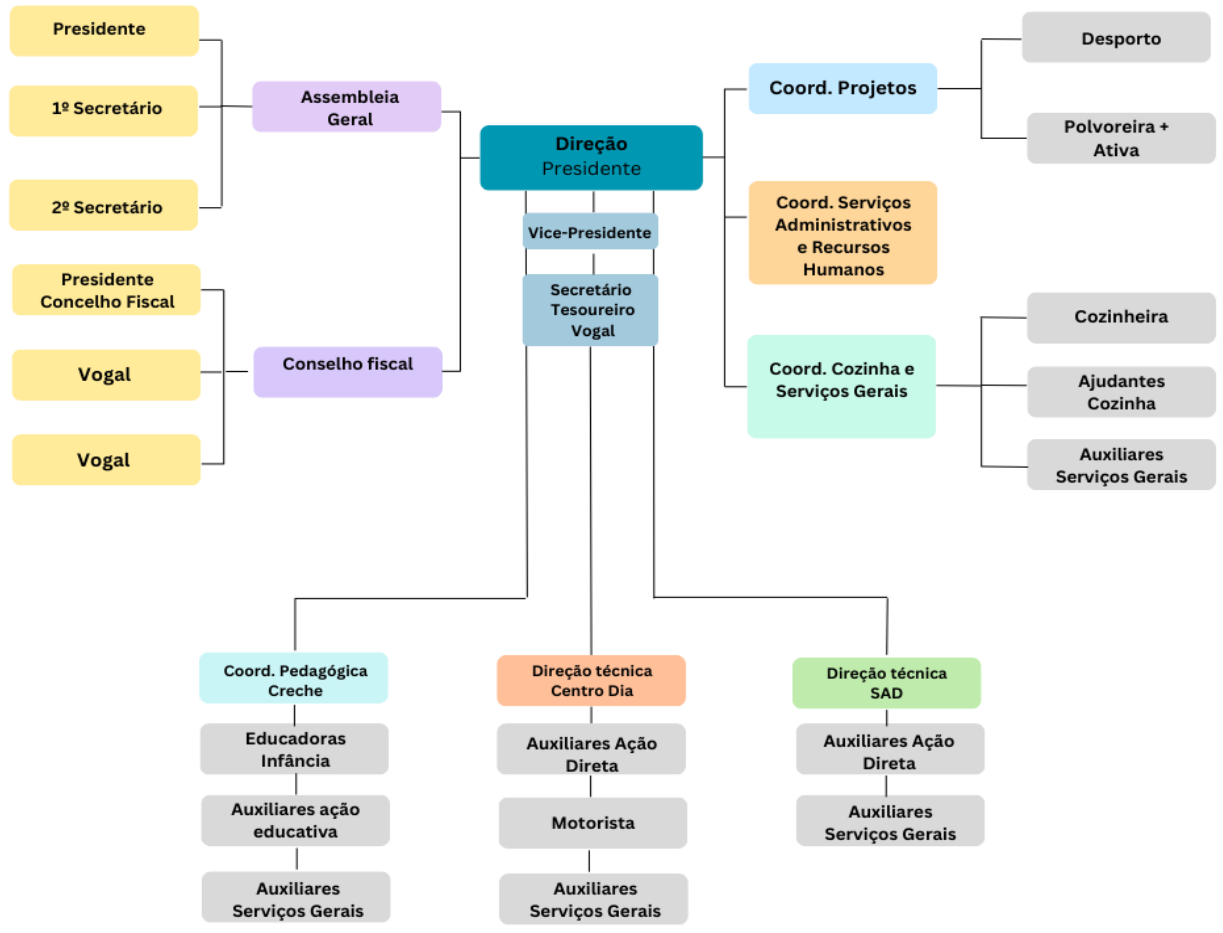 Presidente
1º Secretário
2º Secretário
Assembleia
Geral
Presidente
Concelho Fiscal
Vogal
Vogal
Conselho fiscal
Direção
Presidente
Vice-Presidente
Secretário
Tesoureiro
Vogal
Coord. Projetos
Desporto
Polvoreira +
Ativa
Coord. Serviços
Administrativos
e Recursos
Humanos
Coord. Cozinha e
Serviços Gerais
Cozinheira
Ajudantes
Cozinha
Auxiliares
Serviços Gerais
Coord. Pedagógica
Creche
Educadoras
Infância
Auxiliares ação
educativa
Auxiliares
Serviços Gerais
Direção técnica
Centro Dia
Auxiliares Ação
Direta
Motorista
Auxiliares
Serviços Gerais
Direção técnica
SAD
Auxiliares Ação
Direta
Auxiliares
Serviços Gerais